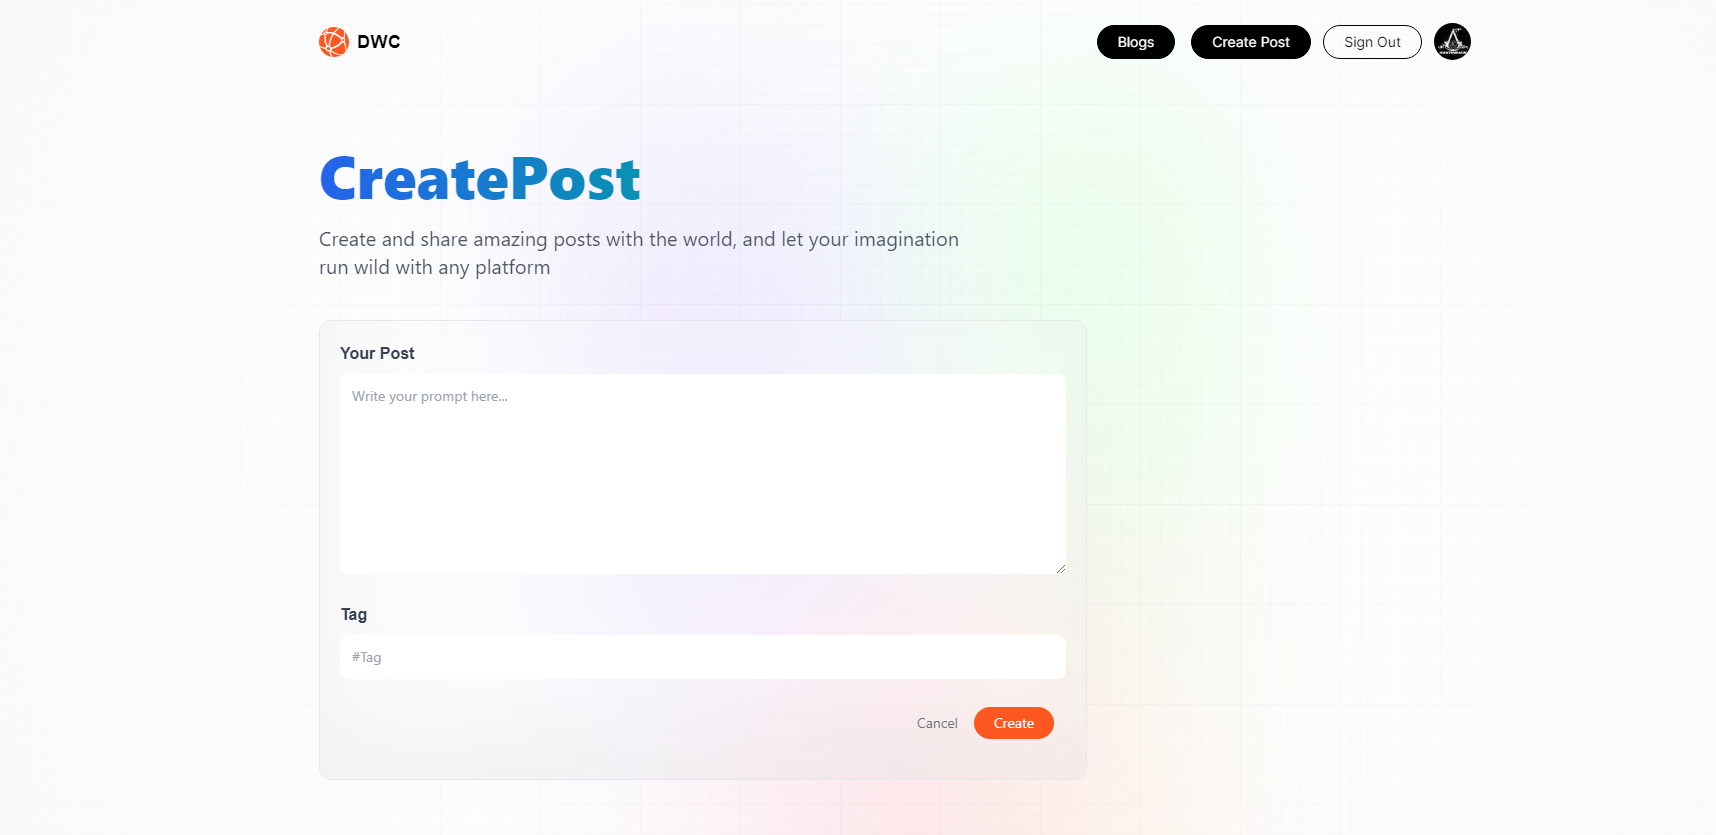 DWC
Blogs
Create Post
Sign Out
CreatePost
Create and share amazing posts with the world, and let your imagination
run wild with any platform
Your Post
Write your prompt here...
Tag
#Tag
Cancel
Create